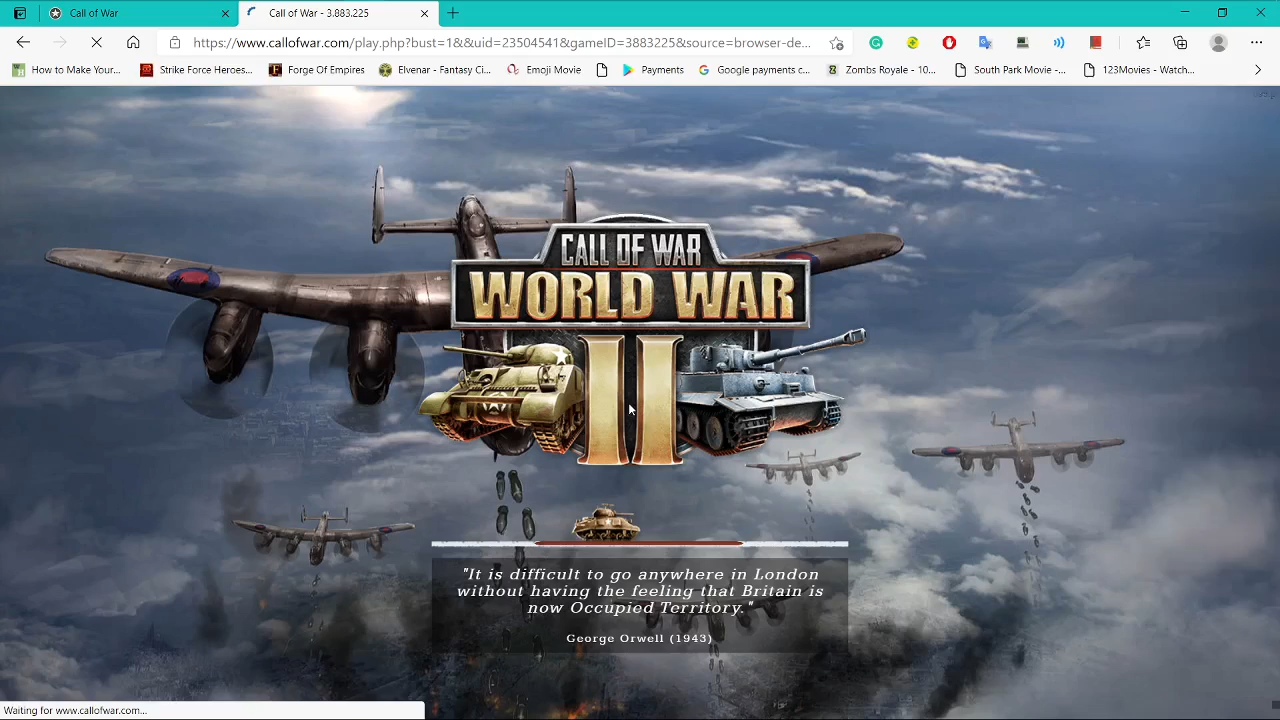 Call of War
Call of War - 3.883.225
https://www.callofwar.com/play.php?bust=1&&uid=23504541&gameID=3883225&source=browser-de...
How to Make Your...
Strike Force Heroes...
Forge Of Empires
Elvenar - Fantasy Ci...
Emoji Movie
Payments
Google payments c...
Zombs Royale - 10...
South Park Movie -...
123Movies - Watch...
CALL OF WAR
WORLD WAR
II
"It is difficult to go anywhere in London
without having the feeling that Britain is
now Occupied Territory."
George Orwell (1943)
Waiting for www.callofwar.com...